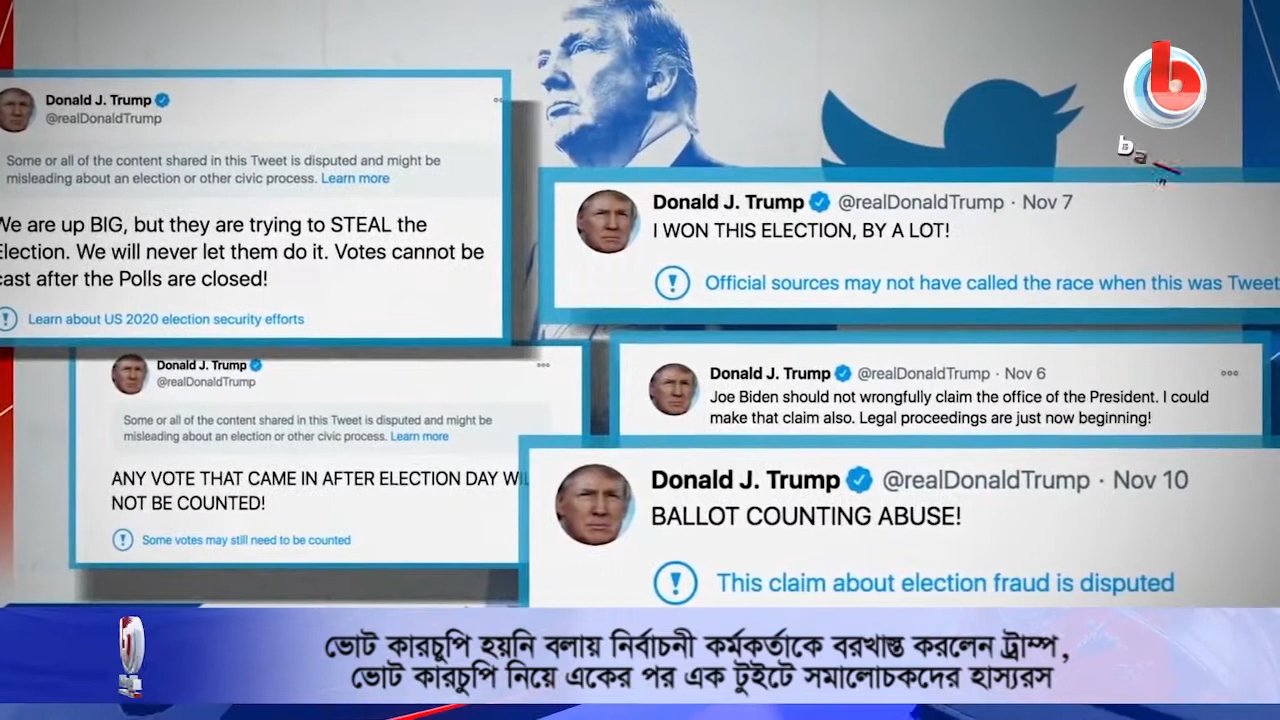 Donald J. Trump
@realDonaldTrump
Some or all of the content shared in this Tweet is disputed and might be
misleading about an election or other civic process. Learn more
We are up BIG, but they are trying to STEAL the
Election. We will never let them do it. Votes cannot be
cast after the Polls are closed!
Learn about US 2020 election security efforts
Donald J. Trump @realDonaldTrump · Nov 7
I WON THIS ELECTION, BY A LOT!
Official sources may not have called the race when this was Tweet
Donald J. Trump
@realDonaldTrump
Some or all of the content shared in this Tweet is disputed and might be
misleading about an election or other civic process. Learn more
ANY VOTE THAT CAME IN AFTER ELECTION DAY WIL
NOT BE COUNTED!
Some votes may still need to be counted
Donald J. Trump @realDonaldTrump · Nov 6
Joe Biden should not wrongfully claim the office of the President. I could
make that claim also. Legal proceedings are just now beginning!
Donald J. Trump @realDonaldTrump · Nov 10
BALLOT COUNTING ABUSE!
This claim about election fraud is disputed
ভোট কারচুপি হয়নি বলায় নির্বাচনী কর্মকর্তাকে বরখাস্ত করলেন ট্রাম্প,
ভোট কারচুপি নিয়ে একের পর এক টুইটে সমালোচকদের হাস্যরস